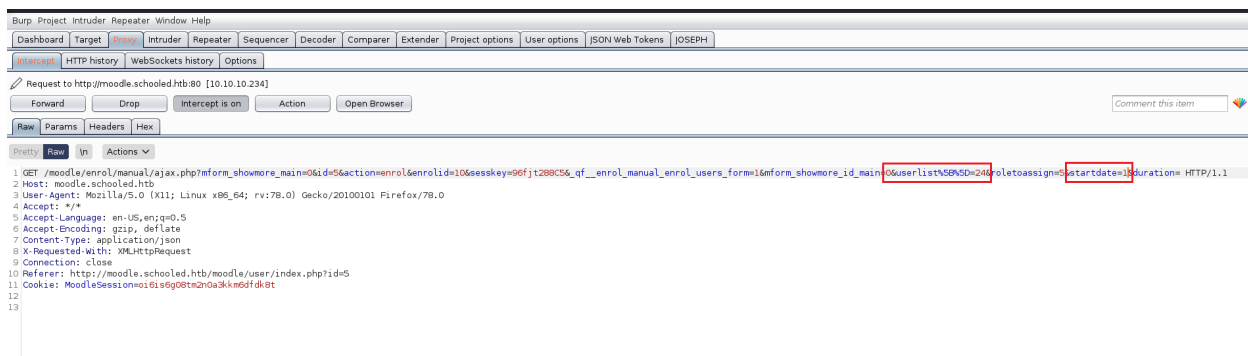 Burp Project Intruder Repeater Window Help
Dashboard Target Proxy Intruder Repeater Sequencer Decoder Comparer Extender Project options User options JSON Web Tokens JOSEPH
Intercept HTTP history WebSockets history Options
Request to http://moodle.schooled.htb:80 [10.10.10.234]
Forward Drop Intercept is on Action Open Browser Comment this item
Raw Params Headers Hex
Pretty Raw \n Actions
1 GET /moodle/enrol/manual/ajax.php?mform_showmore_main=0&id=5&action=enrol&enrolid=10&sesskey=96fjt288C5&_qf__enrol_manual_enrol_users_form=1&mform_showmore_id_main=0&userlist%5B%5D=24&roletoassign=5&startdate=1&duration= HTTP/1.1
2 Host: moodle.schooled.htb
3 User-Agent: Mozilla/5.0 (X11; Linux x86_64; rv:78.0) Gecko/20100101 Firefox/78.0
4 Accept: */*
5 Accept-Language: en-US,en;q=0.5
6 Accept-Encoding: gzip, deflate
7 Content-Type: application/json
8 X-Requested-With: XMLHttpRequest
9 Connection: close
10 Referer: http://moodle.schooled.htb/moodle/user/index.php?id=5
11 Cookie: MoodleSession=oi6is6g08tm2n0a3kkm6dfdk8t
12
13